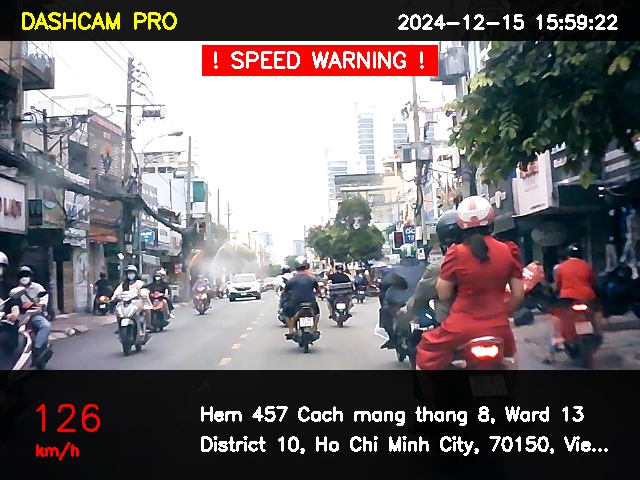 DASHCAM PRO
2024-12-15 15:59:22
! SPEED WARNING !
126
km/h
Hem 457 Cach mang thang 8, Ward 13
District 10, Ho Chi Minh City, 70150, Vie...